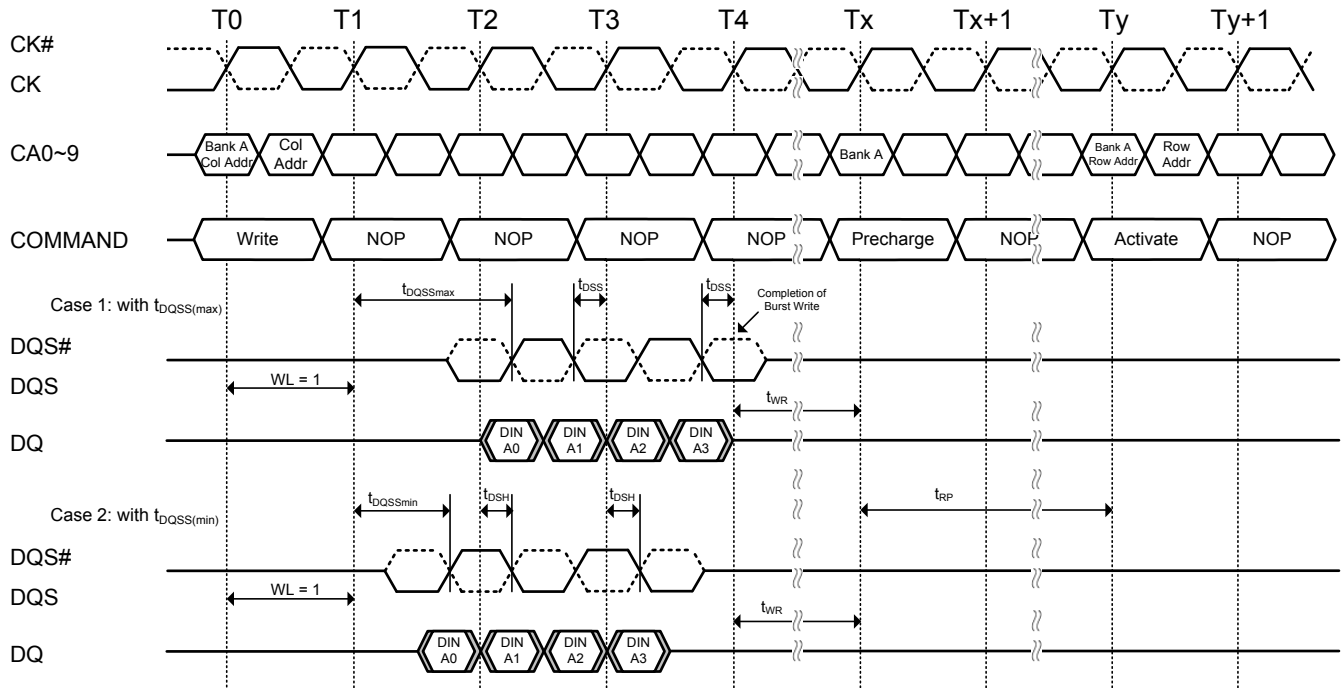 T0 T1 T2 T3 T4 Tx Tx+1 Ty Ty+1
CK#
CK
CA0~9
Bank A
Col Addr
Col
Addr
Bank A
Bank A
Row Addr
Row
Addr
COMMAND
Write NOP NOP NOP NOP Precharge NOP Activate NOP
Case 1: with tDQSS(max)
tDQSSmax tDSS tDSS
Completion of
Burst Write
DQS#
DQS
WL = 1
tWR
DQ
DIN
A0
DIN
A1
DIN
A2
DIN
A3
Case 2: with tDQSS(min)
tDQSSmin tDSH tDSH
tRP
DQS#
DQS
WL = 1
tWR
DQ
DIN
A0
DIN
A1
DIN
A2
DIN
A3